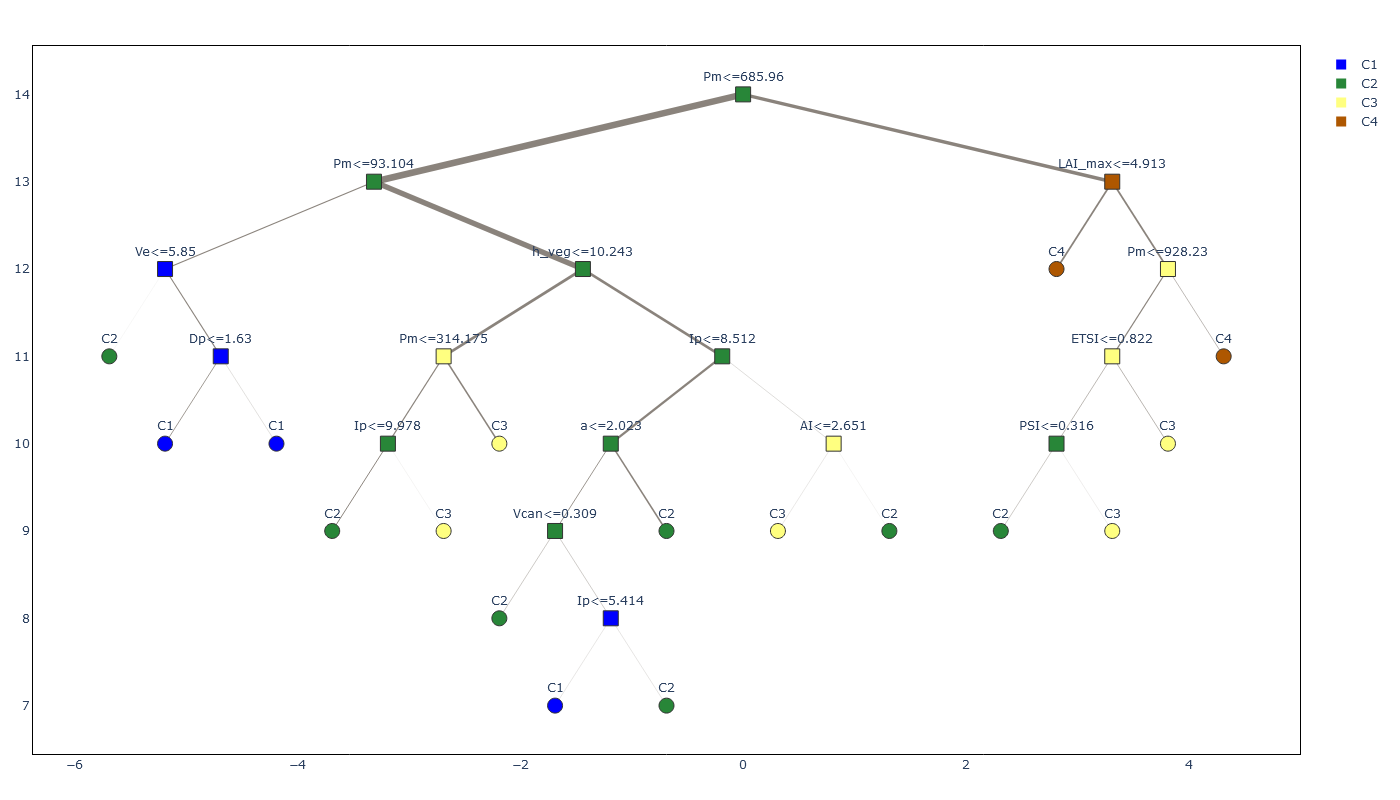 Pm<=685.96
C1
C2
C3
C4
14
Pm<=93.104
LAI_max<=4.913
13
Ve<=5.85
h_veg<=10.243
C4
Pm<=928.23
12
C2
Dp<=1.63
Pm<=314.175
Ip<=8.512
ETSI<=0.822
C4
11
C1
C1
Ip<=9.978
C3
a<=2.023
AI<=2.651
PSI<=0.316
C3
10
C2
C3
Vcan<=0.309
C2
C3
C2
C2
C3
9
C2
Ip<=5.414
8
C1
C2
7
−6
−4
−2
0
2
4